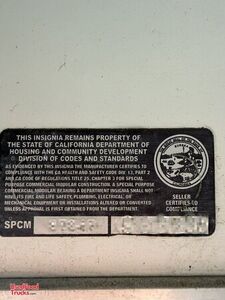 THIS INSIGNIA REMAINS PROPERTY OF
THE STATE OF CALIFORNIA DEPARTMENT OF
HOUSING AND COMMUNITY DEVELOPMENT
DIVISION OF CODES AND STANDARDS
AS EVIDENCED BY THIS INSIGNIA THE MANUFACTURER CERTIFIES TO
COMPLIANCE WITH THE CA HEALTH AND SAFETY CODE DIV. 13, PART 2
AND CA CODE OF REGULATIONS TITLE 25, CHAPTER 3 FOR SPECIAL
PURPOSE COMMERCIAL MODULAR CONSTRUCTION. A SPECIAL PURPOSE
COMMERCIAL MODULAR BEARING A DEPARTMENT INSIGNIA SHALL NOT
HAVE ITS FIRE AND LIFE SAFETY, PLUMBING, ELECTRICAL, OR
MECHANICAL EQUIPMENT OR INSTALLATIONS ALTERED OR CONVERTED
UNLESS APPROVAL IS FIRST OBTAINED FROM THE DEPARTMENT.
SELLER
CERTIFIES TO
COMPLIANCE
SPCM